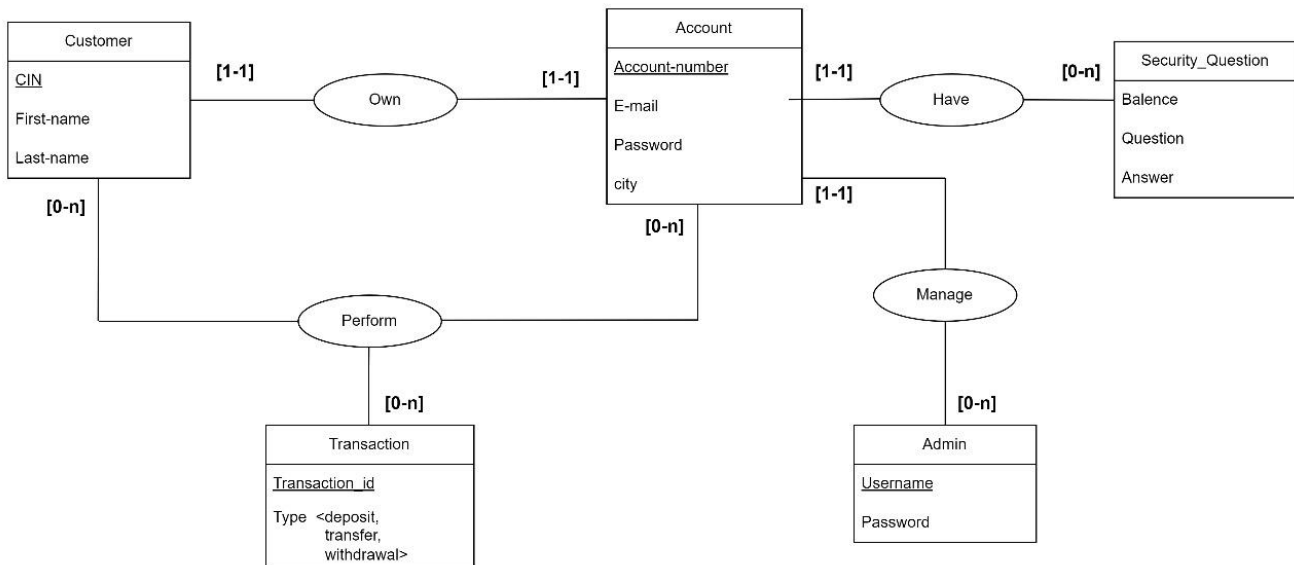 Customer
CIN
First-name
Last-name
[1-1]
Own
[1-1]
Account
Account-number
E-mail
Password
city
[1-1]
Have
[0-n]
Security_Question
Balence
Question
Answer
[0-n]
[0-n]
[1-1]
Perform
Manage
[0-n]
[0-n]
Transaction
Transaction_id
Type <deposit,
transfer,
withdrawal>
Admin
Username
Password